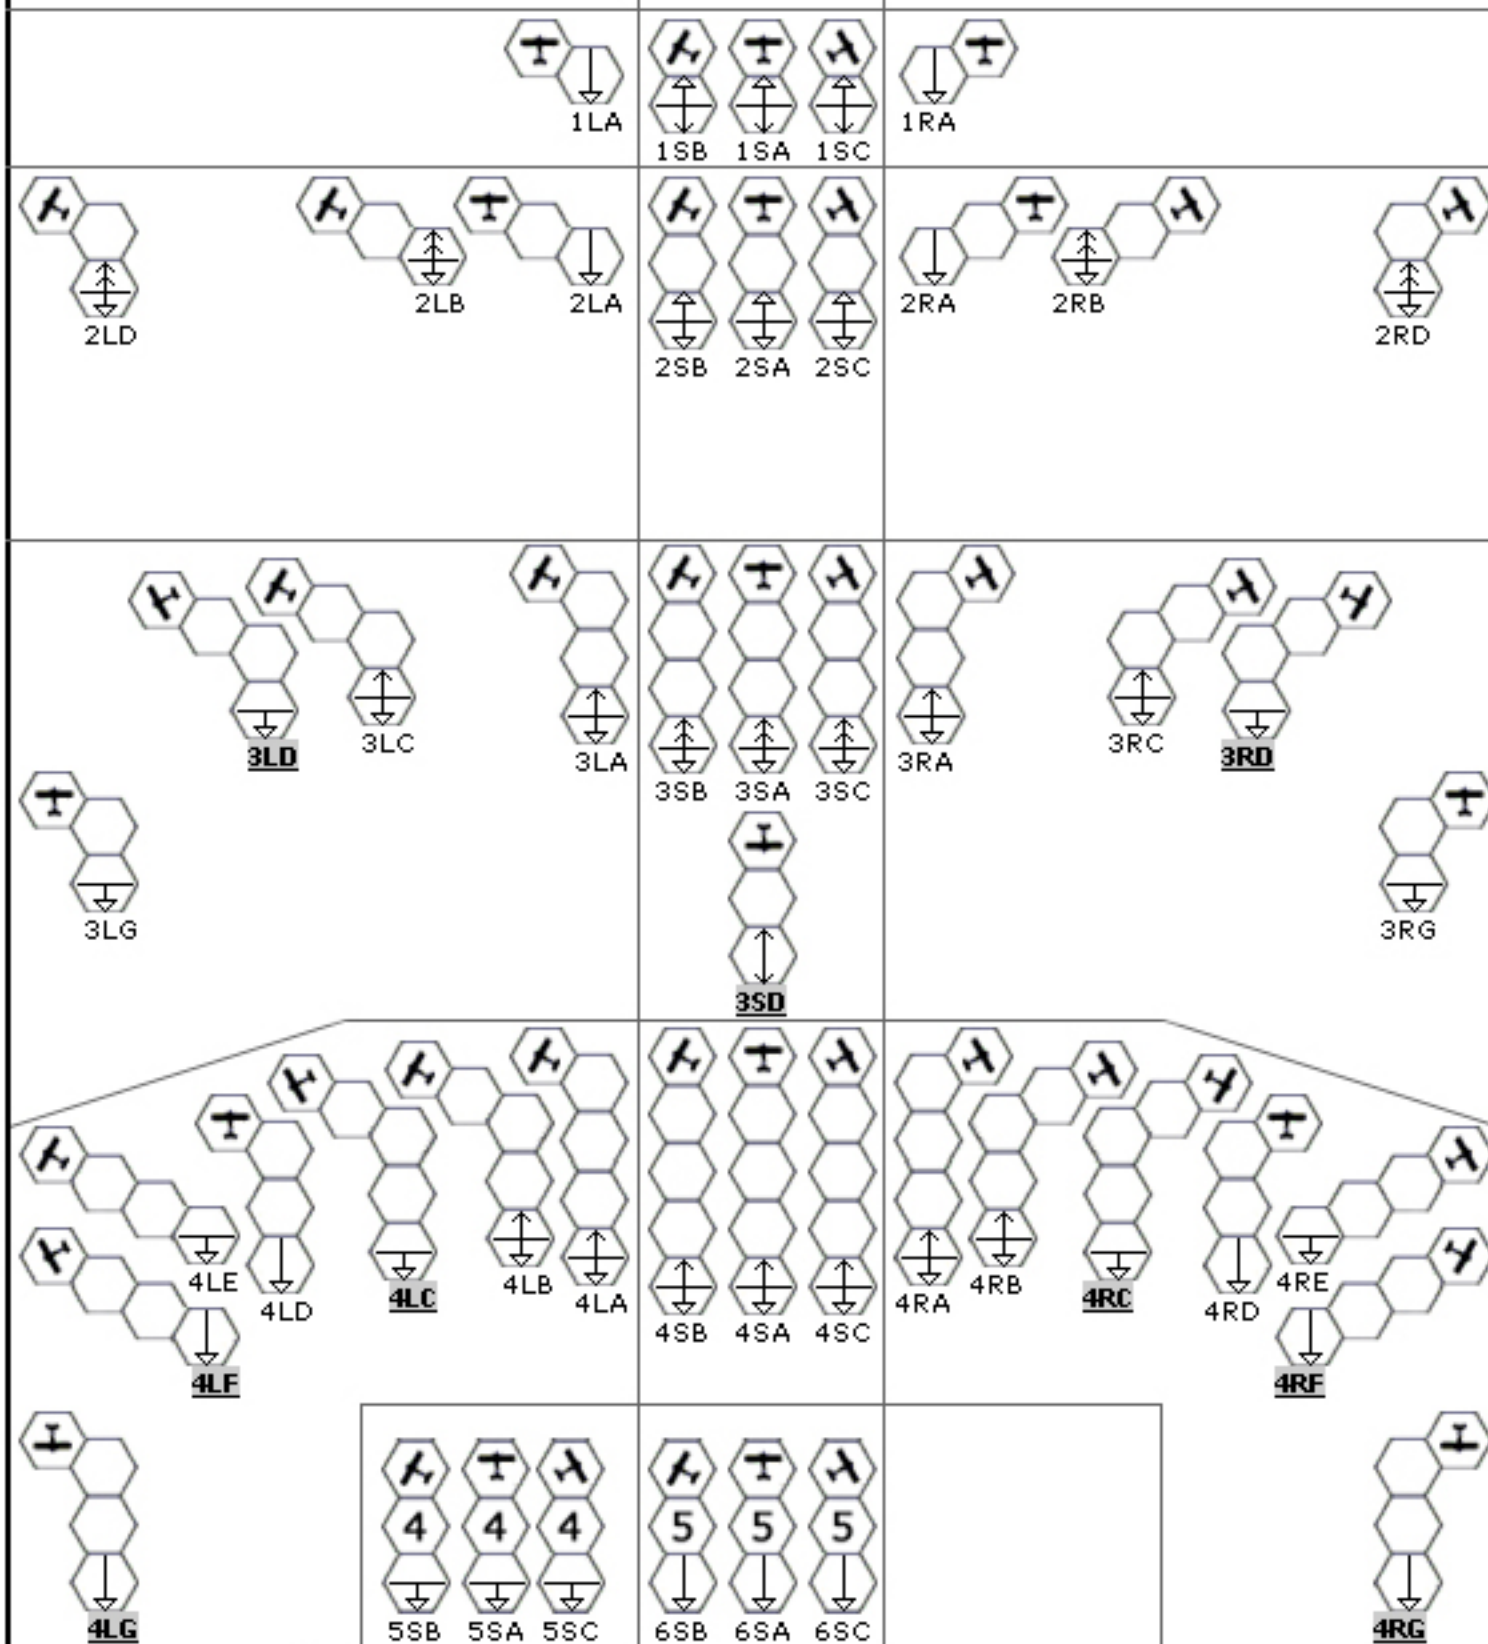 1LA 1SB 1SA 1SC 1RA
2LD 2LB 2LA 2SB 2SA 2SC 2RA 2RB 2RD
3LD 3LC 3LA 3SB 3SA 3SC 3RA 3RC 3RD
3LG 3SD 3RG
4LE 4LD 4LC 4LB 4LA 4SB 4SA 4SC 4RA 4RB 4RC 4RD 4RE
4LF 4RF
4 4 4 5 5 5
4LG 5SB 5SA 5SC 6SB 6SA 6SC 4RG